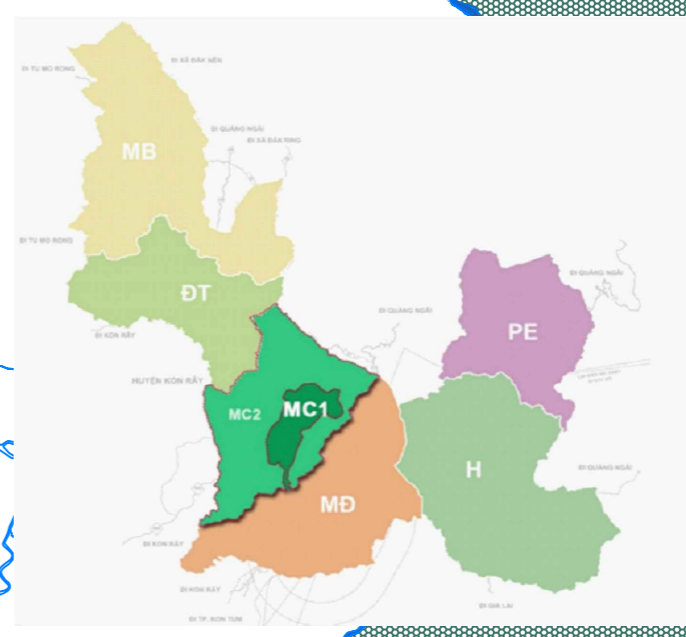 ĐI XÃ ĐĂK NÊN
ĐI TU MƠ RÔNG
ĐI QUẢNG NGÃI
ĐI XÃ ĐĂK RING
MB
ĐI TU MƠ RÔNG
ĐI QUẢNG NGÃI
ĐT
ĐI QUẢNG NGÃI
ĐI KON RẪY
PE
HUYỆN KON RẪY
MC2
MC1
H
ĐI QUẢNG NGÃI
MĐ
ĐI KON RẪY
ĐI KON RẪY
ĐI GIA LAI
ĐI TP. KON TUM